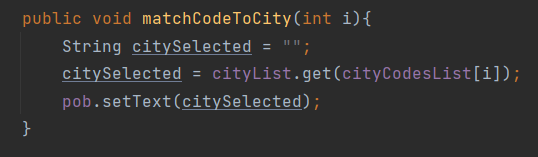 public void matchCodeToCity(int i){
String citySelected = "";
citySelected = cityList.get(cityCodesList[i]);
pob.setText(citySelected);
}